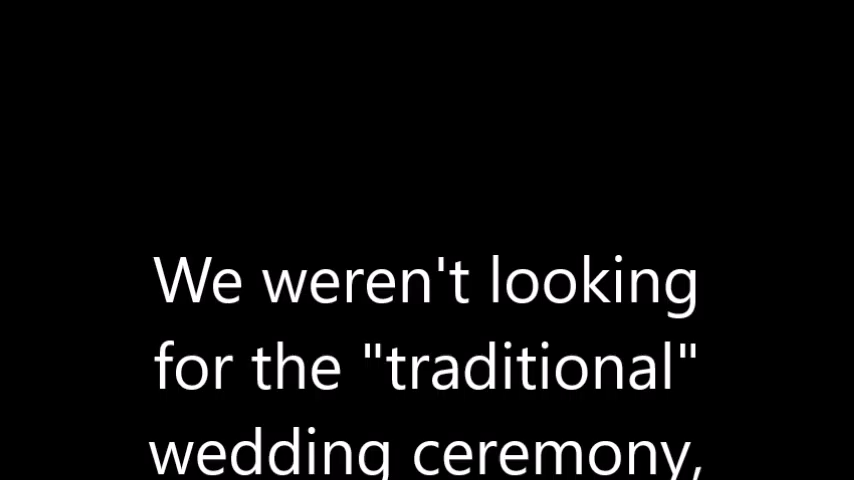 We weren't looking
for the "traditional"
wedding ceremony,